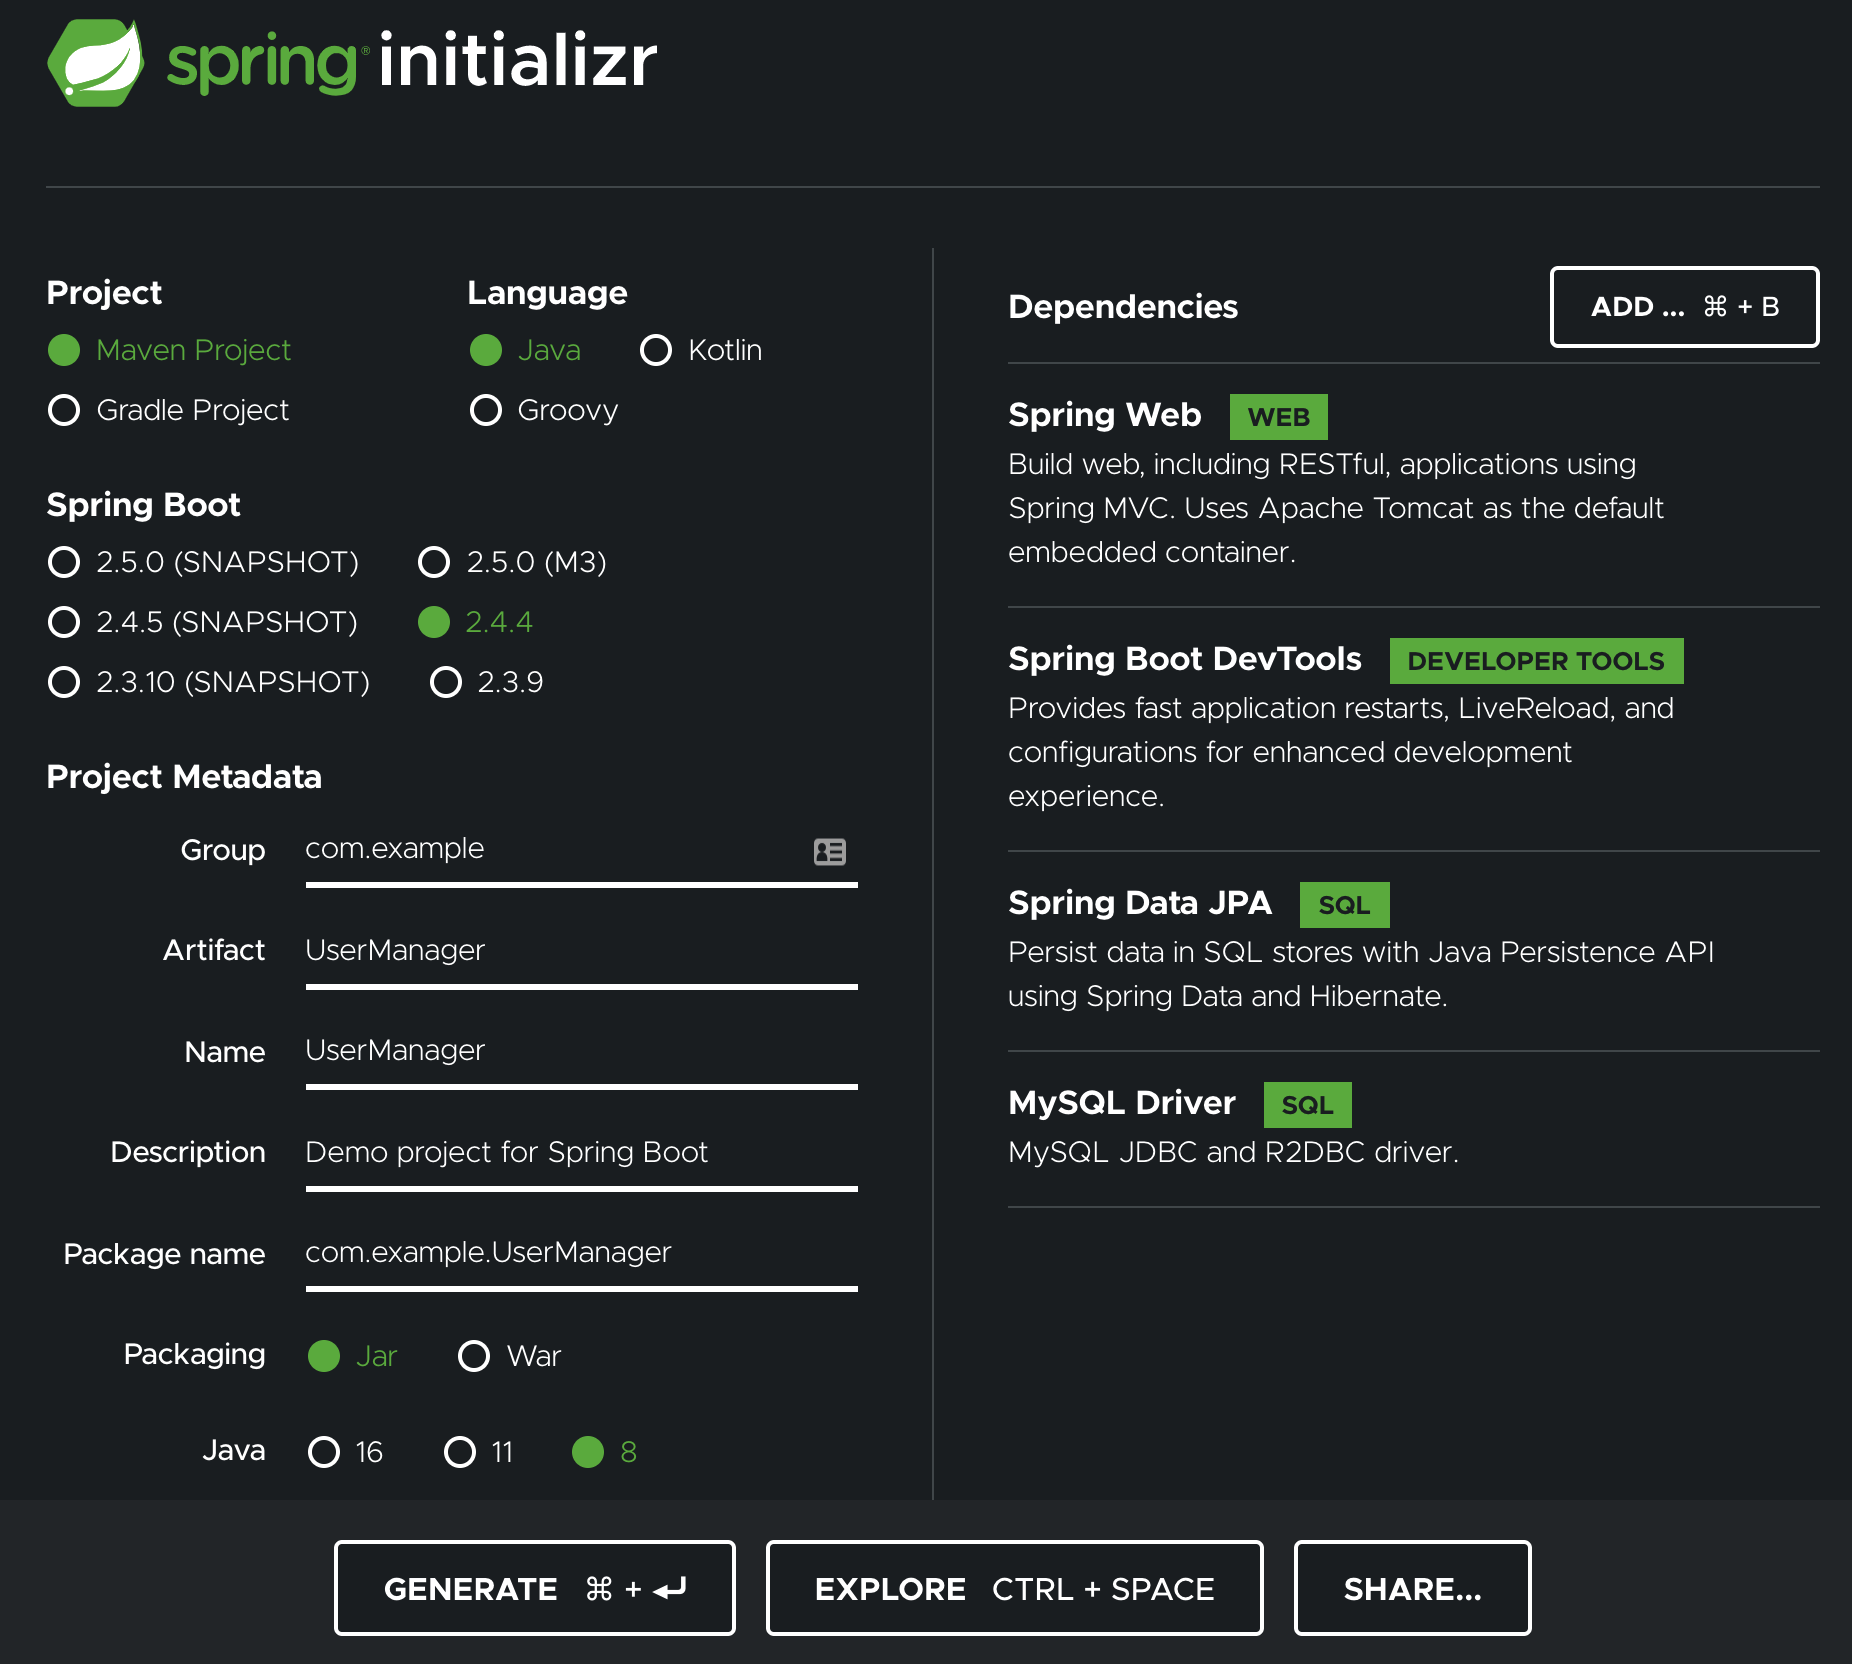 spring® initializr
Project
Maven Project
Gradle Project
Language
Java Kotlin
Groovy
Spring Boot
2.5.0 (SNAPSHOT) 2.5.0 (M3)
2.4.5 (SNAPSHOT) 2.4.4
2.3.10 (SNAPSHOT) 2.3.9
Project Metadata
Group com.example
Artifact UserManager
Name UserManager
Description Demo project for Spring Boot
Package name com.example.UserManager
Packaging Jar War
Java 16 11 8
Dependencies
ADD ... ⌘ + B
Spring Web WEB
Build web, including RESTful, applications using
Spring MVC. Uses Apache Tomcat as the default
embedded container.
Spring Boot DevTools DEVELOPER TOOLS
Provides fast application restarts, LiveReload, and
configurations for enhanced development
experience.
Spring Data JPA SQL
Persist data in SQL stores with Java Persistence API
using Spring Data and Hibernate.
MySQL Driver SQL
MySQL JDBC and R2DBC driver.
GENERATE ⌘ + ⏎
EXPLORE CTRL + SPACE
SHARE...